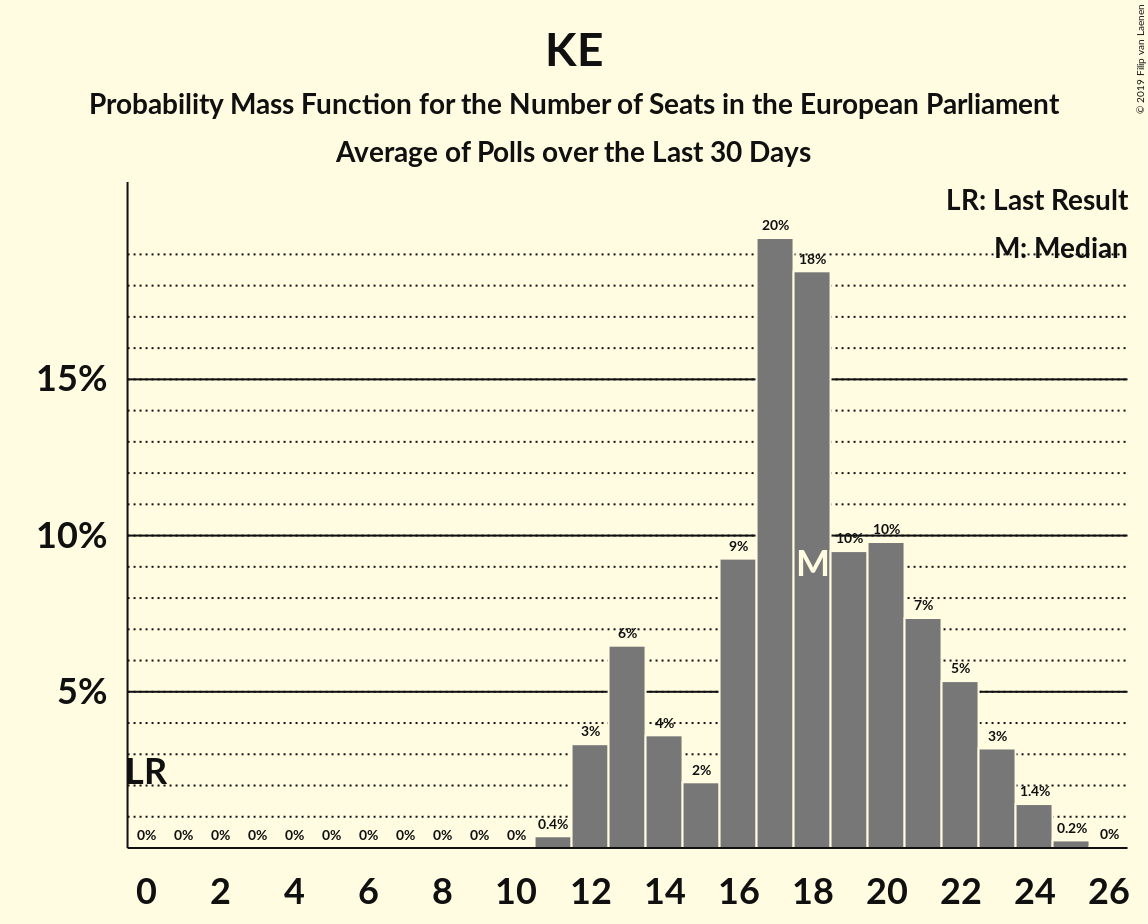 KE
Probability Mass Function for the Number of Seats in the European Parliament
Average of Polls over the Last 30 Days
© 2019 Filip van Laenen
LR: Last Result
M: Median
15%
10%
5%
20%
18%
10%
10%
9%
7%
6%
5%
4%
3%
3%
2%
1.4%
0.4%
0.2%
0% 0% 0% 0% 0% 0% 0% 0% 0% 0% 0% 0%
M
LR
0 2 4 6 8 10 12 14 16 18 20 22 24 26